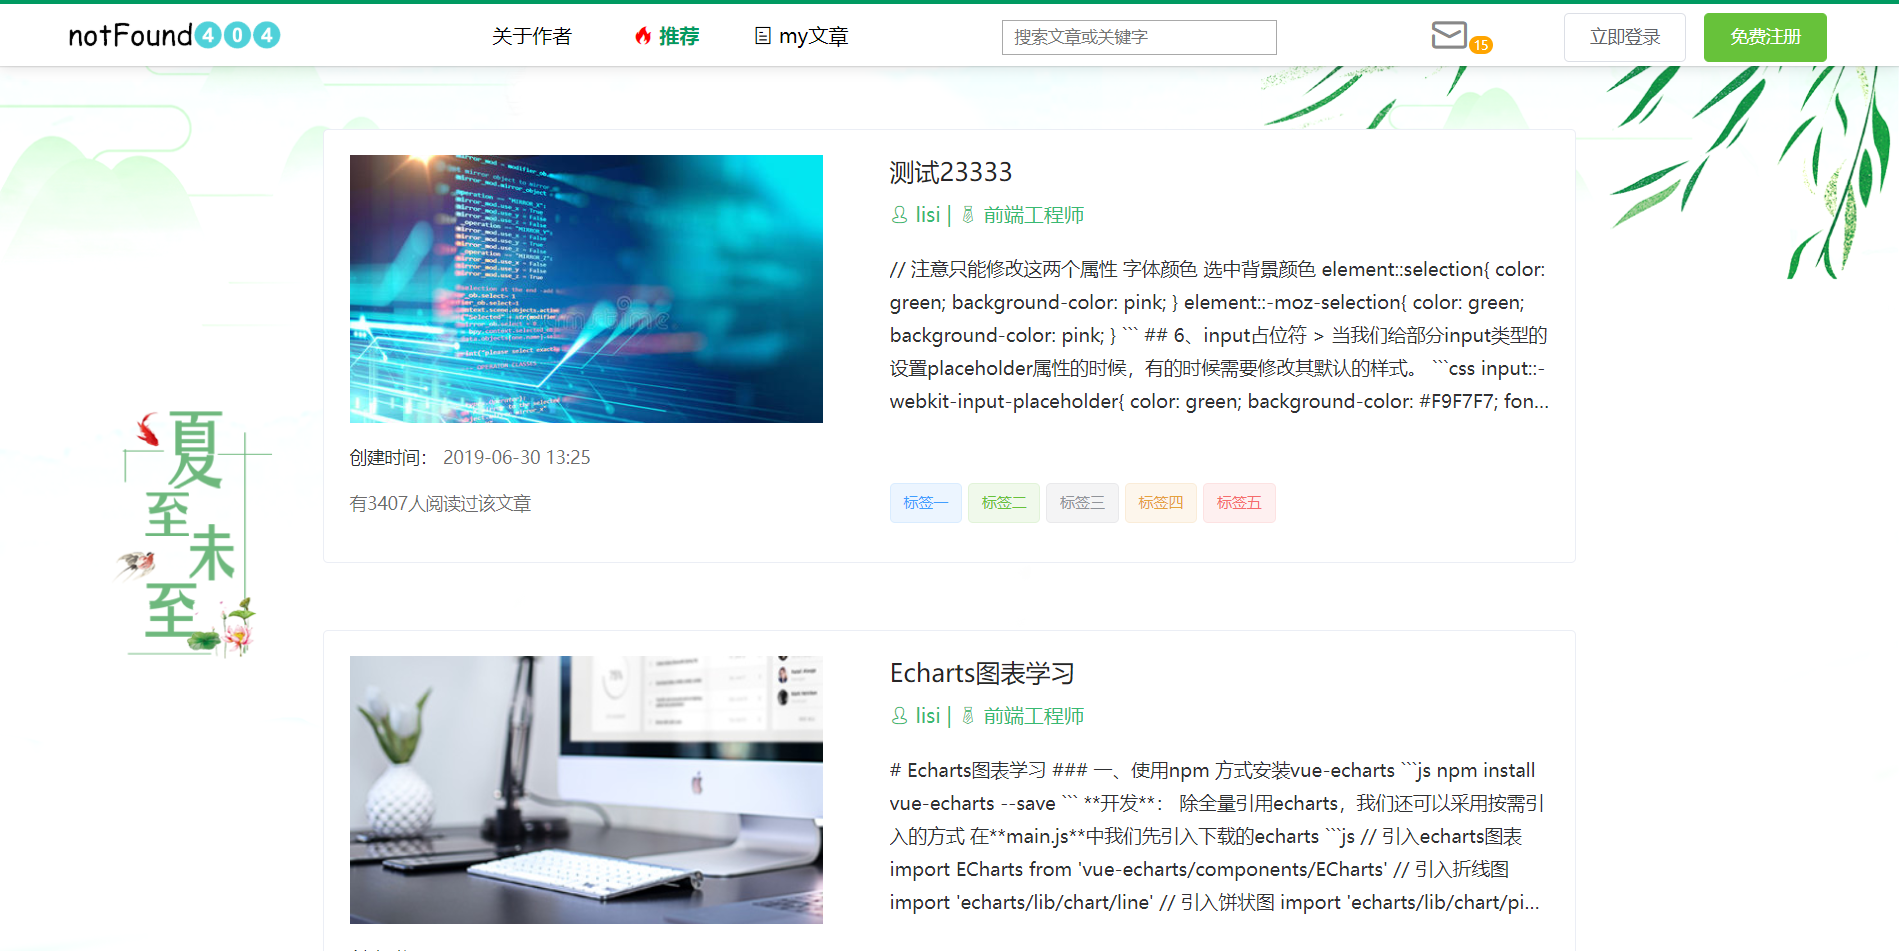 notFound404
关于作者
推荐
my文章
搜索文章或关键字
15
立即登录
免费注册
夏至未至
测试23333
lisi | 前端工程师
// 注意只能修改这两个属性 字体颜色 选中背景颜色 element::selection{ color:
green; background-color: pink; } element::-moz-selection{ color: green;
background-color: pink; } ``` ## 6、input占位符 > 当我们给部分input类型的
设置placeholder属性的时候，有的时候需要修改其默认的样式。 ```css input::-
webkit-input-placeholder{ color: green; background-color: #F9F7F7; fon...
创建时间： 2019-06-30 13:25
有3407人阅读过该文章
标签一
标签二
标签三
标签四
标签五
Echarts图表学习
lisi | 前端工程师
# Echarts图表学习 ### 一、使用npm 方式安装vue-echarts ```js npm install
vue-echarts --save ``` **开发**： 除全量引用echarts，我们还可以采用按需引
入的方式 在**main.js**中我们先引入下载的echarts ```js // 引入echarts图表
import ECharts from 'vue-echarts/components/ECharts' // 引入折线图
import 'echarts/lib/chart/line' // 引入饼状图 import 'echarts/lib/chart/pi...